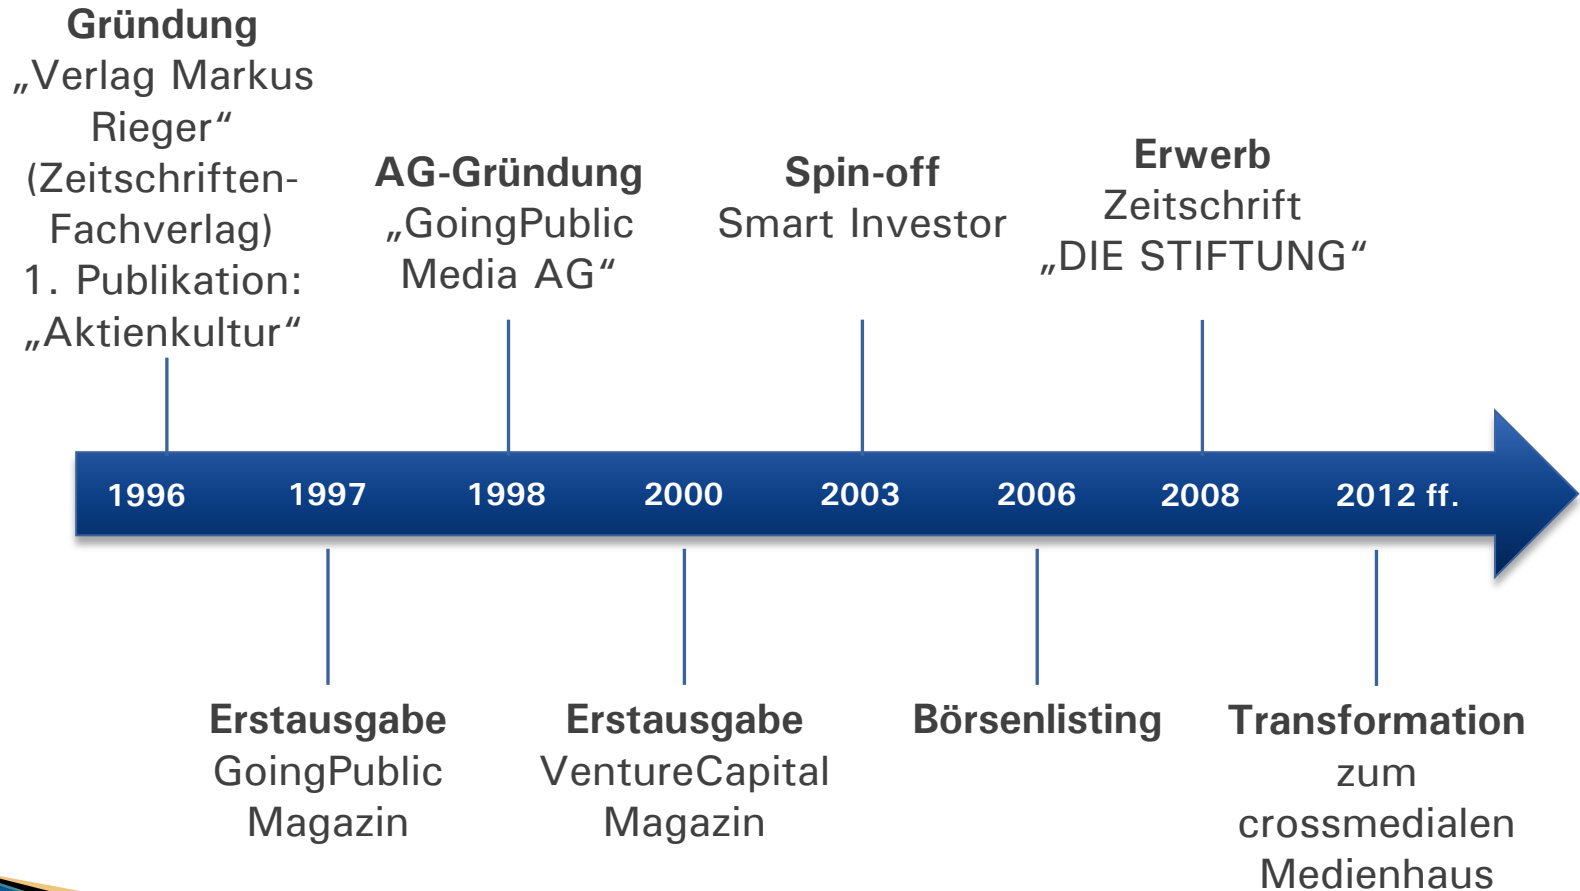 Gründung
„Verlag Markus
Rieger“
(Zeitschriften-
Fachverlag)
1. Publikation:
„Aktienkultur“
AG-Gründung
„GoingPublic
Media AG“
Spin-off
Smart Investor
Erwerb
Zeitschrift
„DIE STIFTUNG“
1996 1997 1998 2000 2003 2006 2008 2012 ff.
Erstausgabe
GoingPublic
Magazin
Erstausgabe
VentureCapital
Magazin
Börsenlisting
Transformation
zum
crossmedialen
Medienhaus